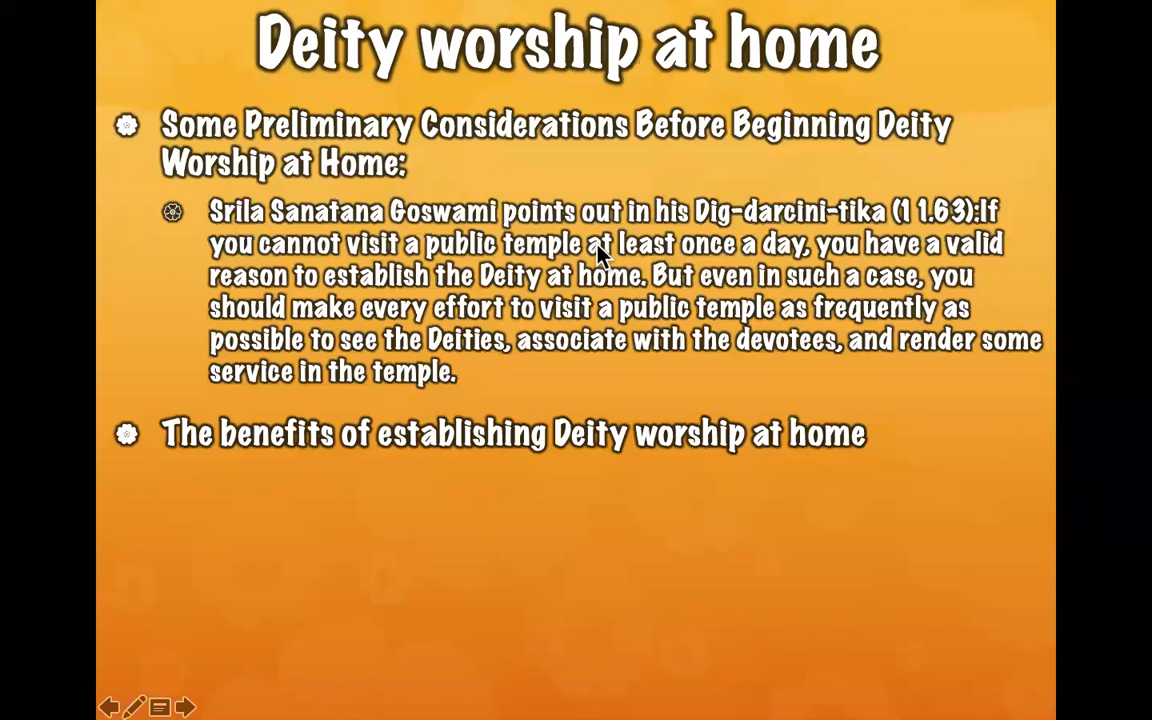 Deity worship at home
Some Preliminary Considerations Before Beginning Deity
Worship at Home:
Srila Sanatana Goswami points out in his Dig-darcini-tika (1 1.63):If
you cannot visit a public temple at least once a day, you have a valid
reason to establish the Deity at home. But even in such a case, you
should make every effort to visit a public temple as frequently as
possible to see the Deities, associate with the devotees, and render some
service in the temple.
The benefits of establishing Deity worship at home